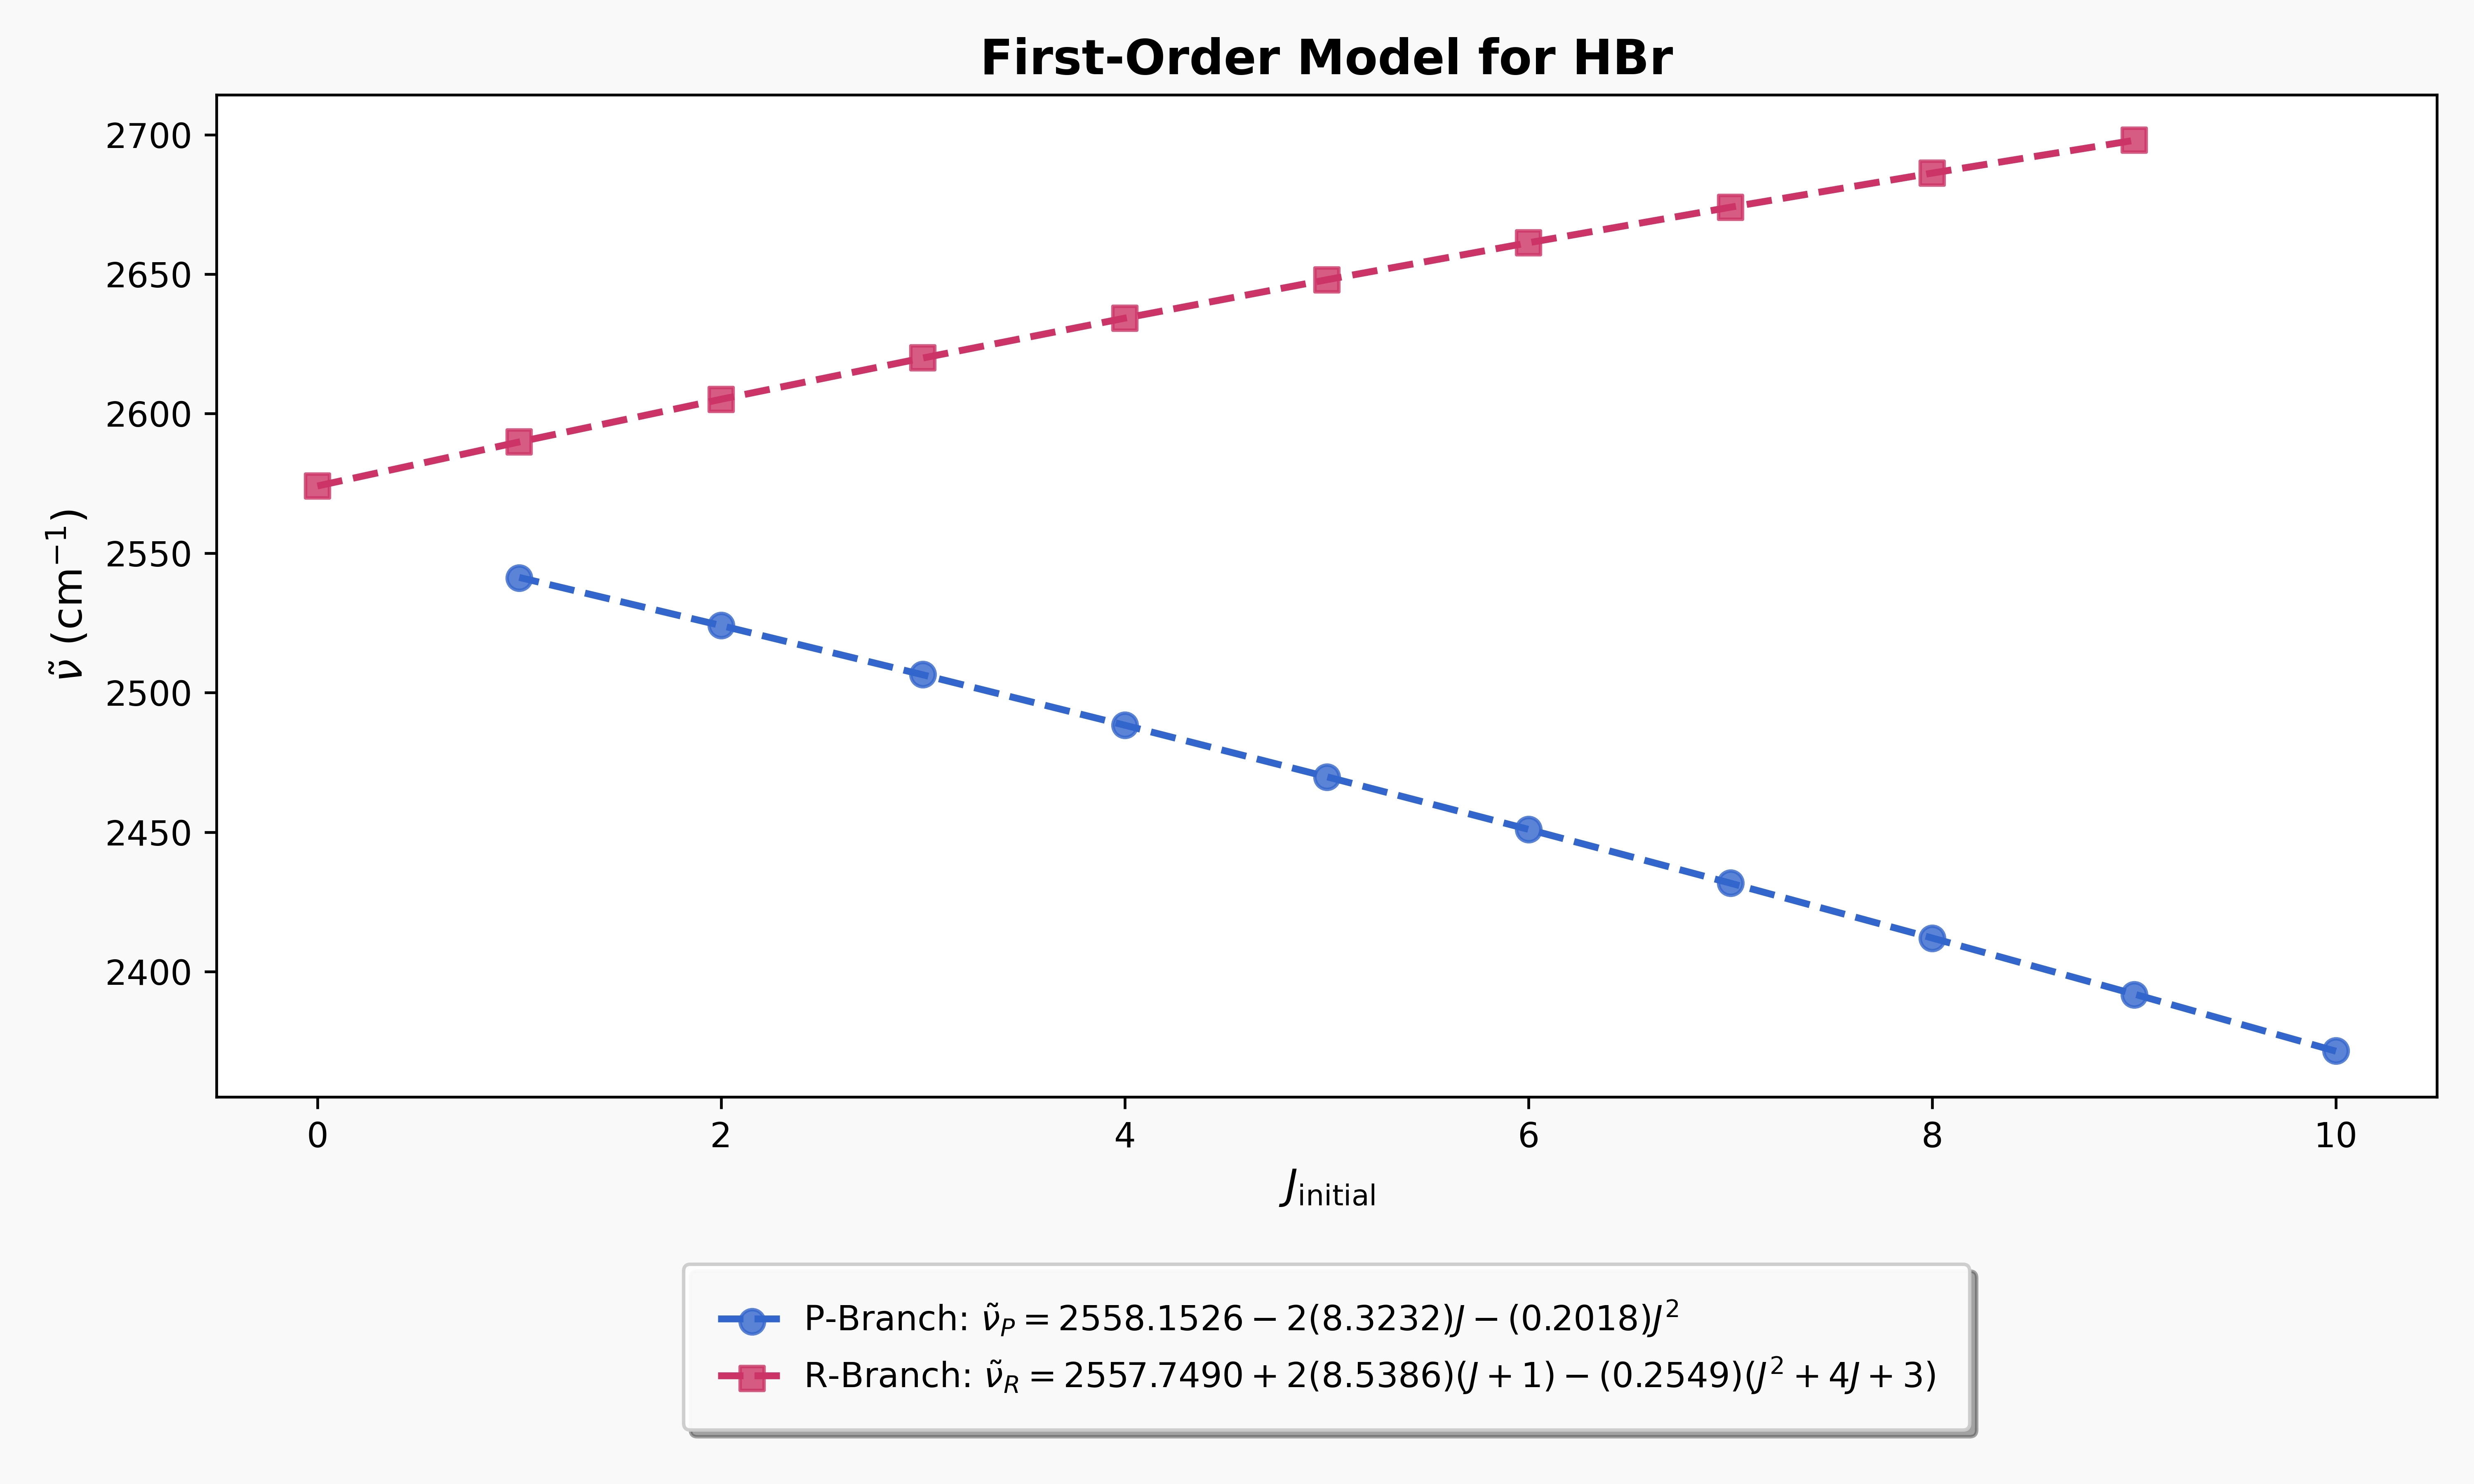 First-Order Model for HBr
ν̃ (cm⁻¹)
2700
2650
2600
2550
2500
2450
2400
0 2 4 6 8 10
J_initial
P-Branch: ν̃_P = 2558.1526 − 2(8.3232)J − (0.2018)J²
R-Branch: ν̃_R = 2557.7490 + 2(8.5386)(J + 1) − (0.2549)(J² + 4J + 3)